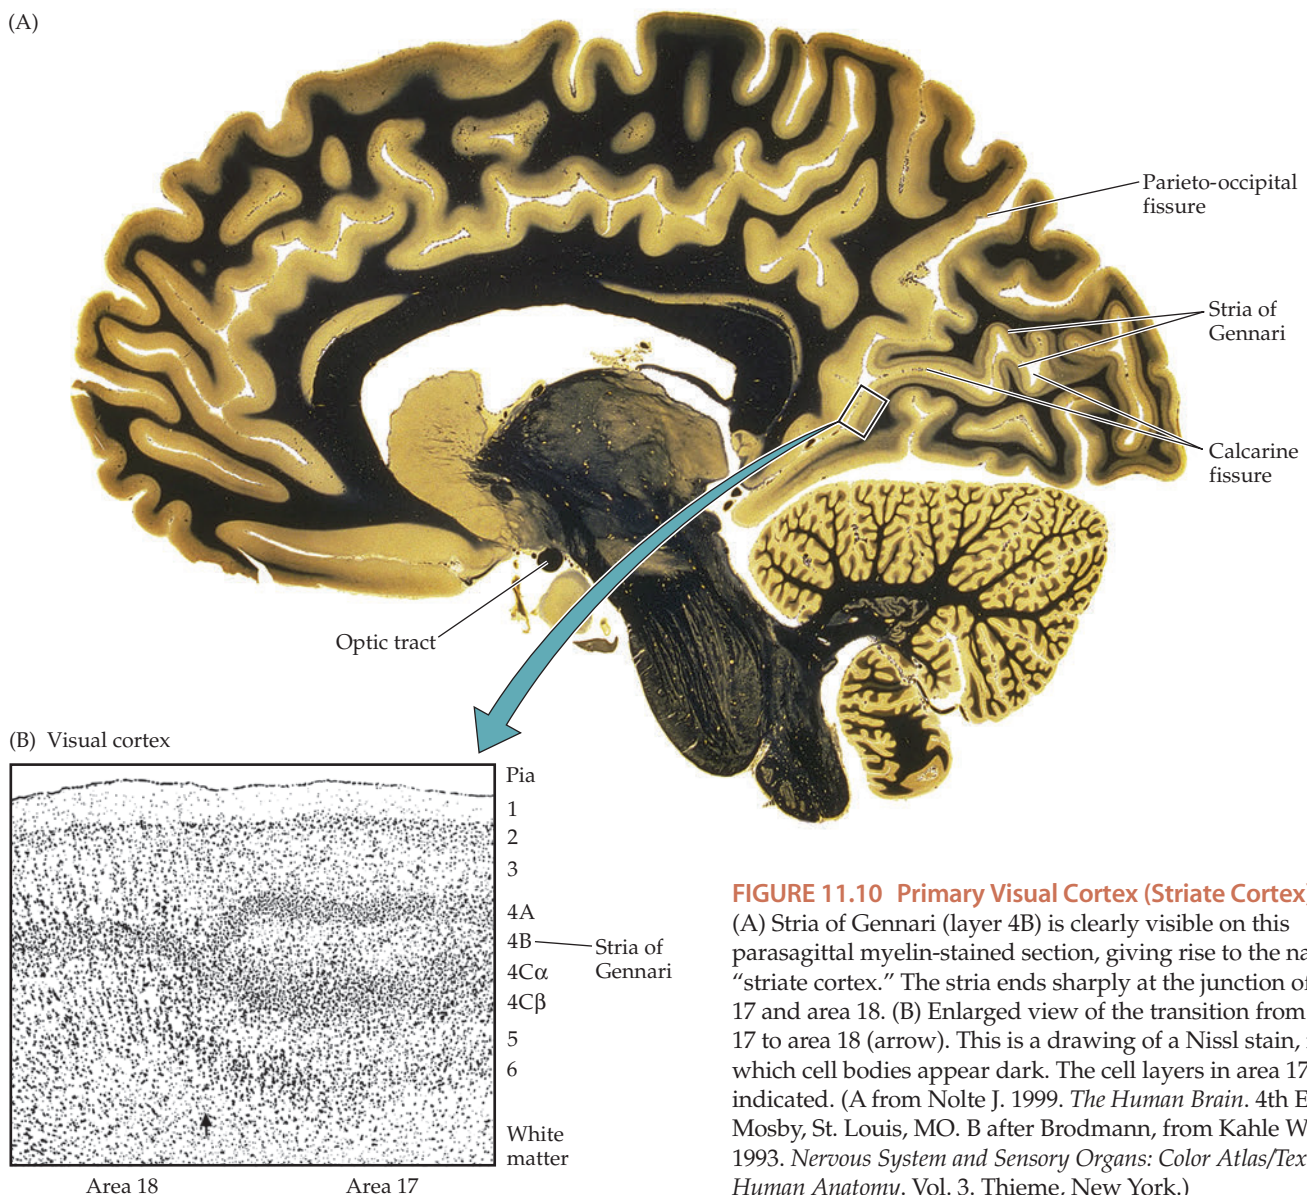 (A)
Parieto-occipital
fissure
Stria of
Gennari
Calcarine
fissure
Optic tract
(B) Visual cortex
Pia
1
2
3
4A
4B
Stria of
Gennari
4Cα
4Cβ
5
6
White
matter
Area 18
Area 17
FIGURE 11.10 Primary Visual Cortex (Striate Cortex)
(A) Stria of Gennari (layer 4B) is clearly visible on this
parasagittal myelin-stained section, giving rise to the
“striate cortex.” The stria ends sharply at the junction of
17 and area 18. (B) Enlarged view of the transition from
17 to area 18 (arrow). This is a drawing of a Nissl stain,
which cell bodies appear dark. The cell layers in area 17
indicated. (A from Nolte J. 1999. The Human Brain. 4th
Mosby, St. Louis, MO. B after Brodmann, from Kahle W
1993. Nervous System and Sensory Organs: Color Atlas/
Human Anatomy. Vol. 3. Thieme, New York.)